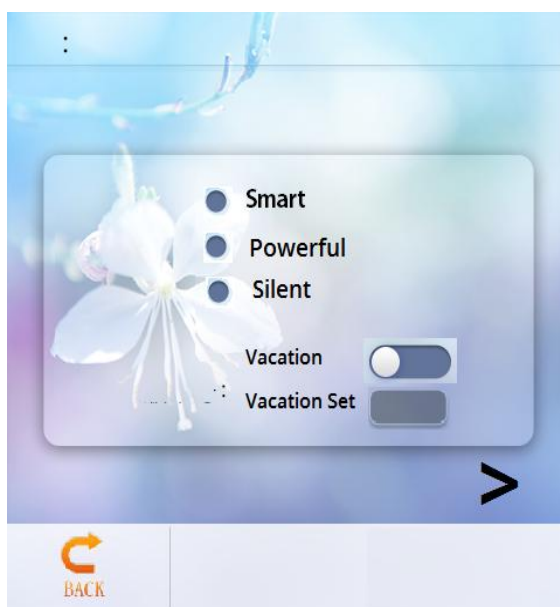 :
Smart
Powerful
Silent
Vacation
Vacation Set
>
BACK